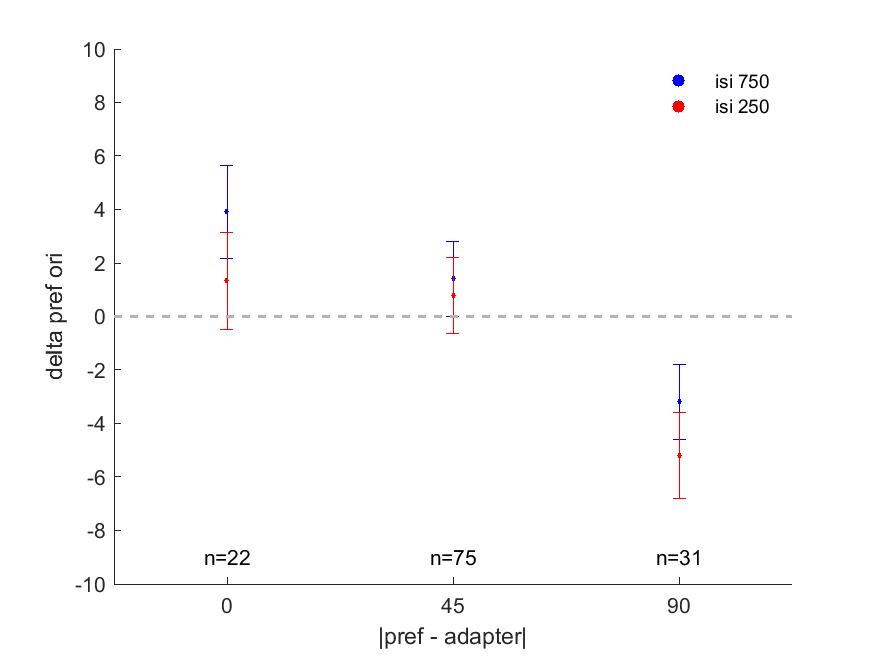 10
8
6
4
2
0
-2
-4
-6
-8
-10
delta pref ori
isi 750
isi 250
n=22
n=75
n=31
0
45
90
|pref - adapter|